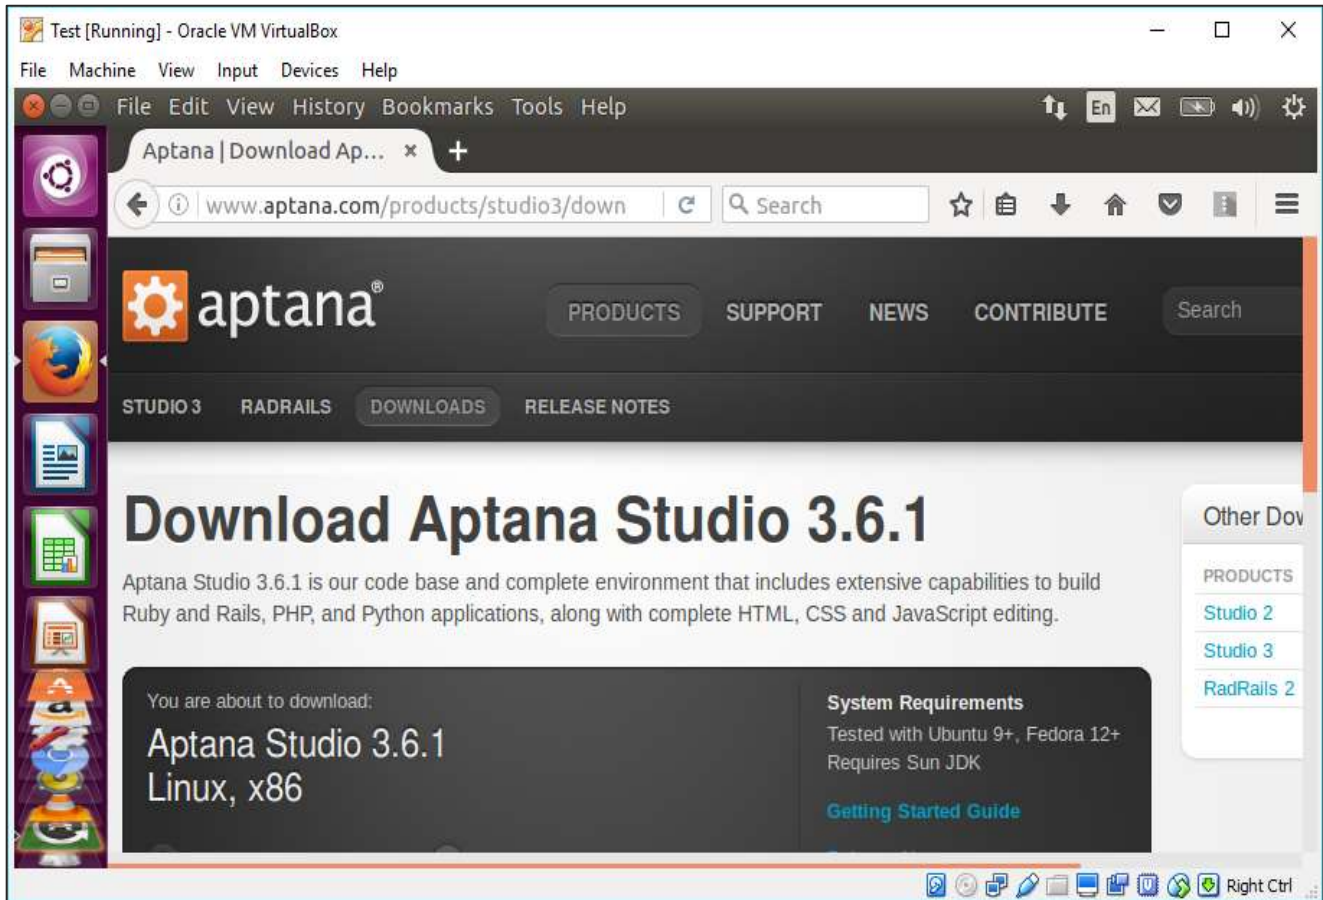 Test [Running] - Oracle VM VirtualBox
File Machine View Input Devices Help
File Edit View History Bookmarks Tools Help
En
Aptana | Download Ap... × +
www.aptana.com/products/studio3/down
Search
aptana®
PRODUCTS SUPPORT NEWS CONTRIBUTE
Search
STUDIO 3 RADRAILS DOWNLOADS RELEASE NOTES
Download Aptana Studio 3.6.1
Aptana Studio 3.6.1 is our code base and complete environment that includes extensive capabilities to build
Ruby and Rails, PHP, and Python applications, along with complete HTML, CSS and JavaScript editing.
You are about to download:
Aptana Studio 3.6.1
Linux, x86
System Requirements
Tested with Ubuntu 9+, Fedora 12+
Requires Sun JDK
Getting Started Guide
Other Dov
PRODUCTS
Studio 2
Studio 3
RadRails 2
Right Ctrl